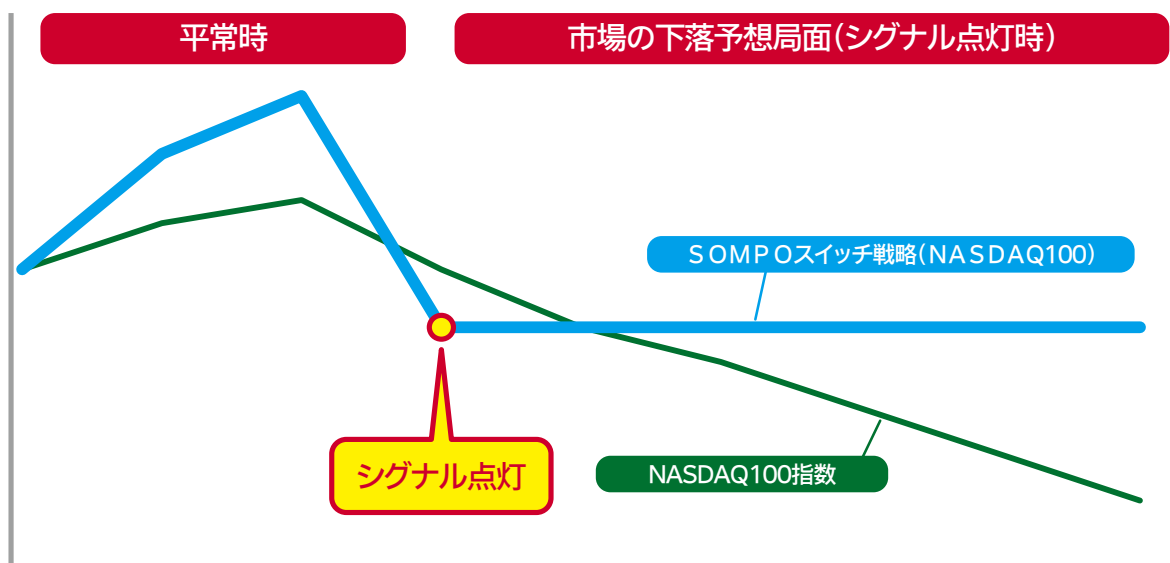 平常時
市場の下落予想局面(シグナル点灯時)
SOMPOスイッチ戦略(NASDAQ100)
シグナル点灯
NASDAQ100指数